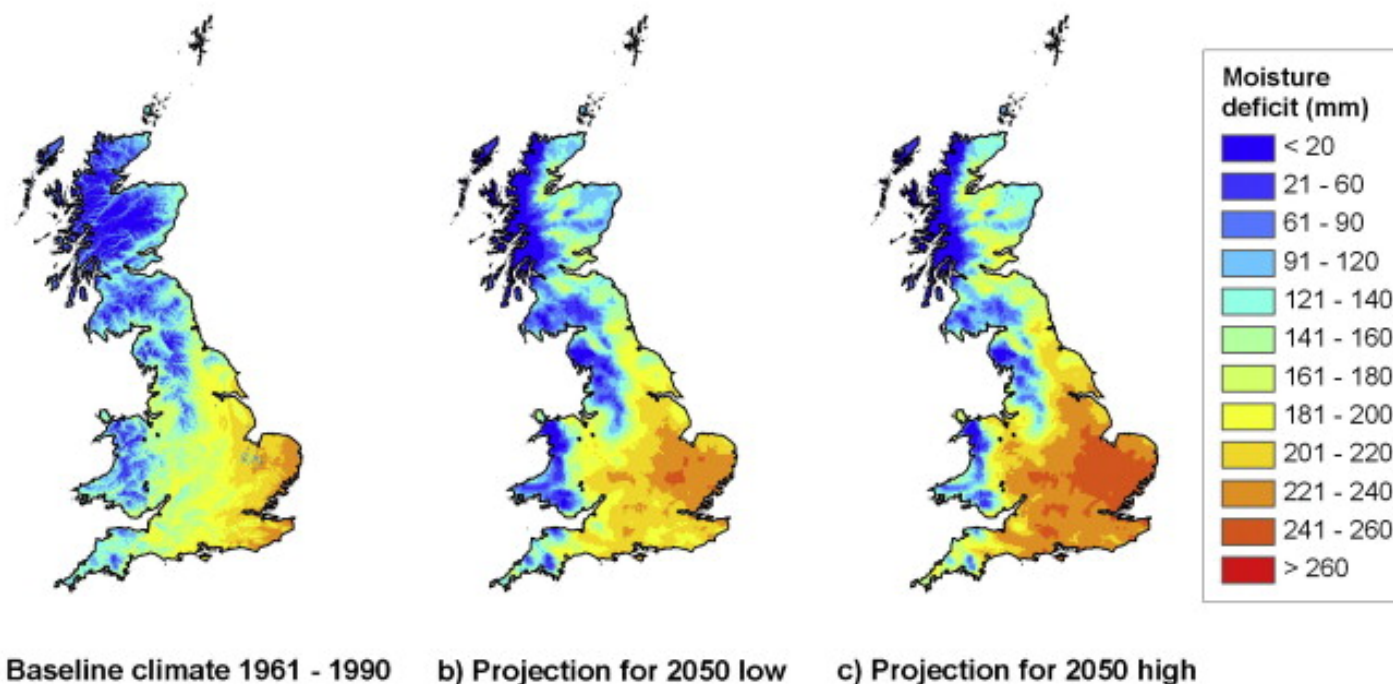 Moisture
deficit (mm)
< 20
21 - 60
61 - 90
91 - 120
121 - 140
141 - 160
161 - 180
181 - 200
201 - 220
221 - 240
241 - 260
> 260
Baseline climate 1961 - 1990
b) Projection for 2050 low
c) Projection for 2050 high